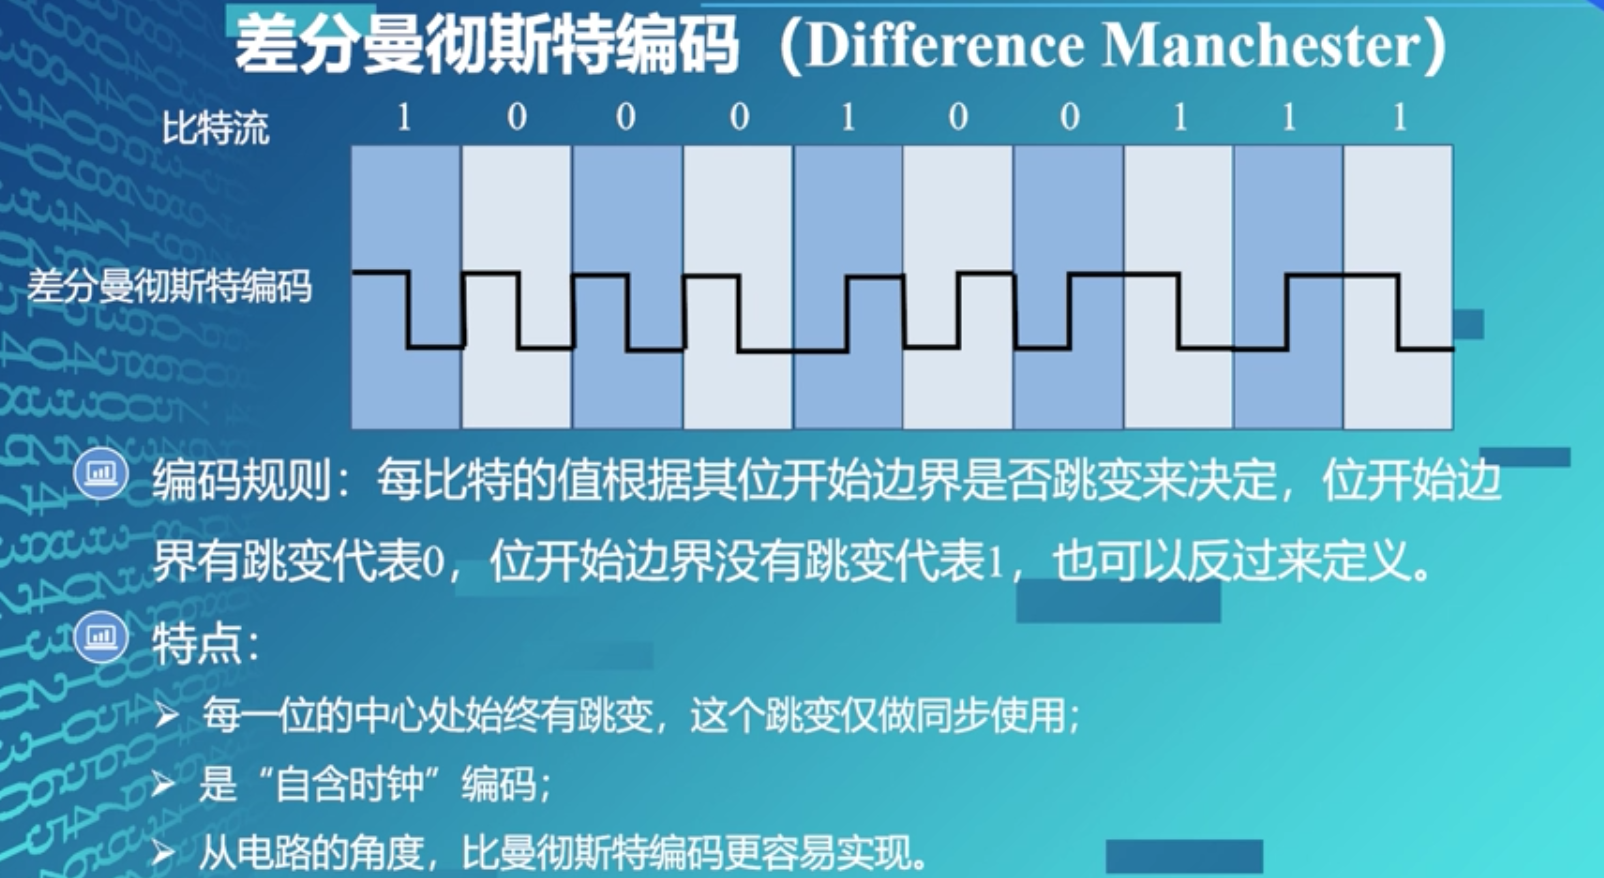 差分曼彻斯特编码（Difference Manchester）
比特流 1 0 0 0 1 0 0 1 1 1
差分曼彻斯特编码
编码规则：每比特的值根据其位开始边界是否跳变来决定，位开始边
界有跳变代表0，位开始边界没有跳变代表1，也可以反过来定义。
特点：
每一位的中心处始终有跳变，这个跳变仅做同步使用；
是“自含时钟”编码；
从电路的角度，比曼彻斯特编码更容易实现。